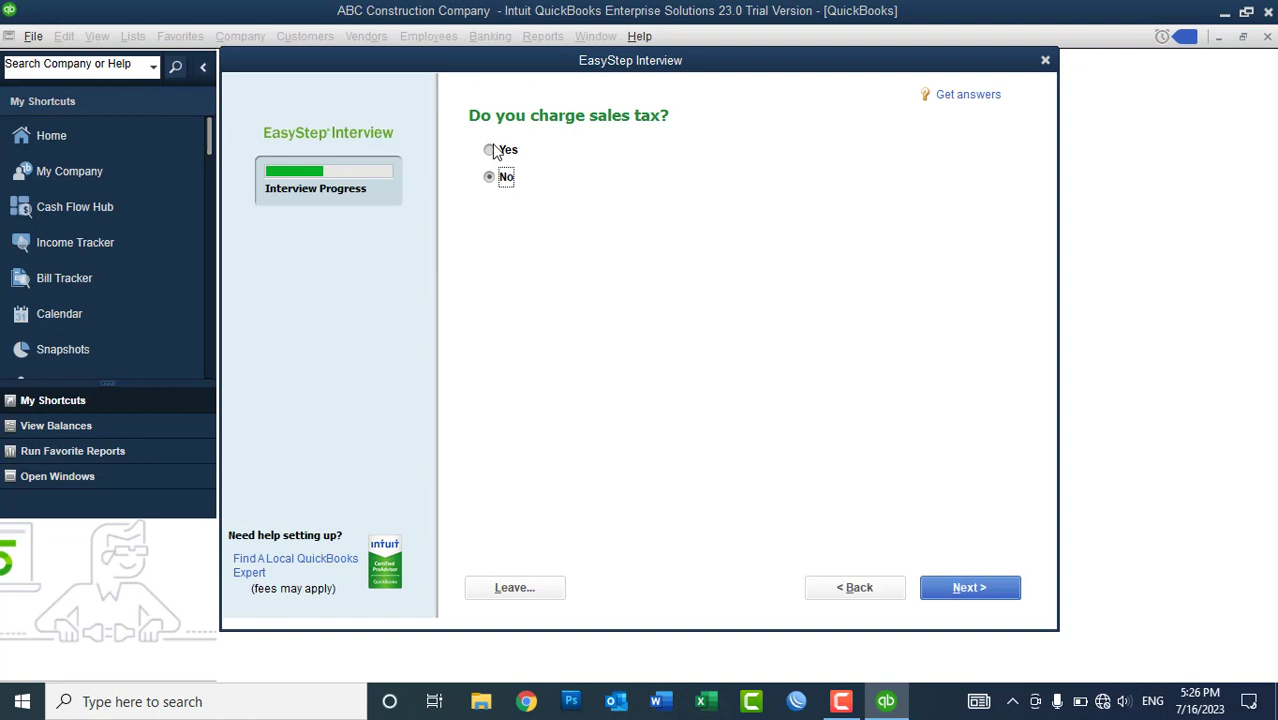 ABC Construction Company - Intuit QuickBooks Enterprise Solutions 23.0 Trial Version - [QuickBooks]
File Edit View Lists Favorites Company Customers Vendors Employees Banking Reports Window Help
Search Company or Help
My Shortcuts
Home
My Company
Cash Flow Hub
Income Tracker
Bill Tracker
Calendar
Snapshots
My Shortcuts
View Balances
Run Favorite Reports
Open Windows
EasyStep Interview
EasyStep Interview
Interview Progress
Need help setting up?
Find A Local QuickBooks
Expert
(fees may apply)
intuit
Certified
ProAdvisor
QuickBooks
Get answers
Do you charge sales tax?
Yes
No
Leave...
< Back
Next >
Type here to search
ENG
5:26 PM
7/16/2023